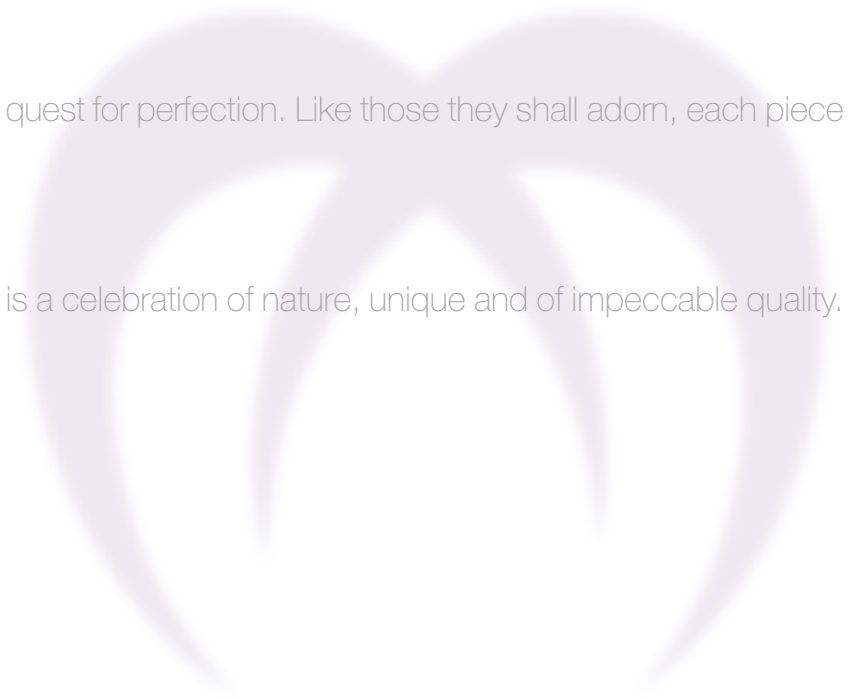 quest for perfection. Like those they shall adorn, each piece
is a celebration of nature, unique and of impeccable quality.